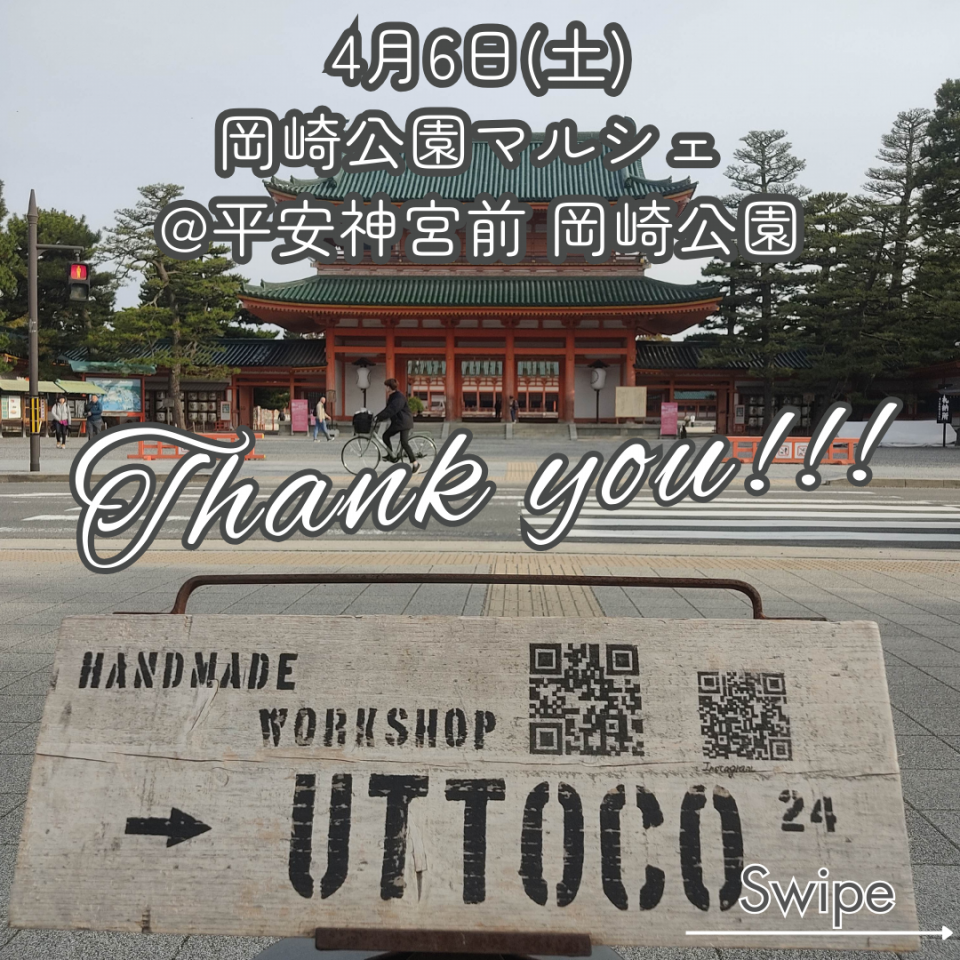 4月6日(土)
岡崎公園マルシェ
@平安神宮前 岡崎公園
Thank you!!!
HANDMADE
WORKSHOP
Instagram
UTTOCO 24
Swipe